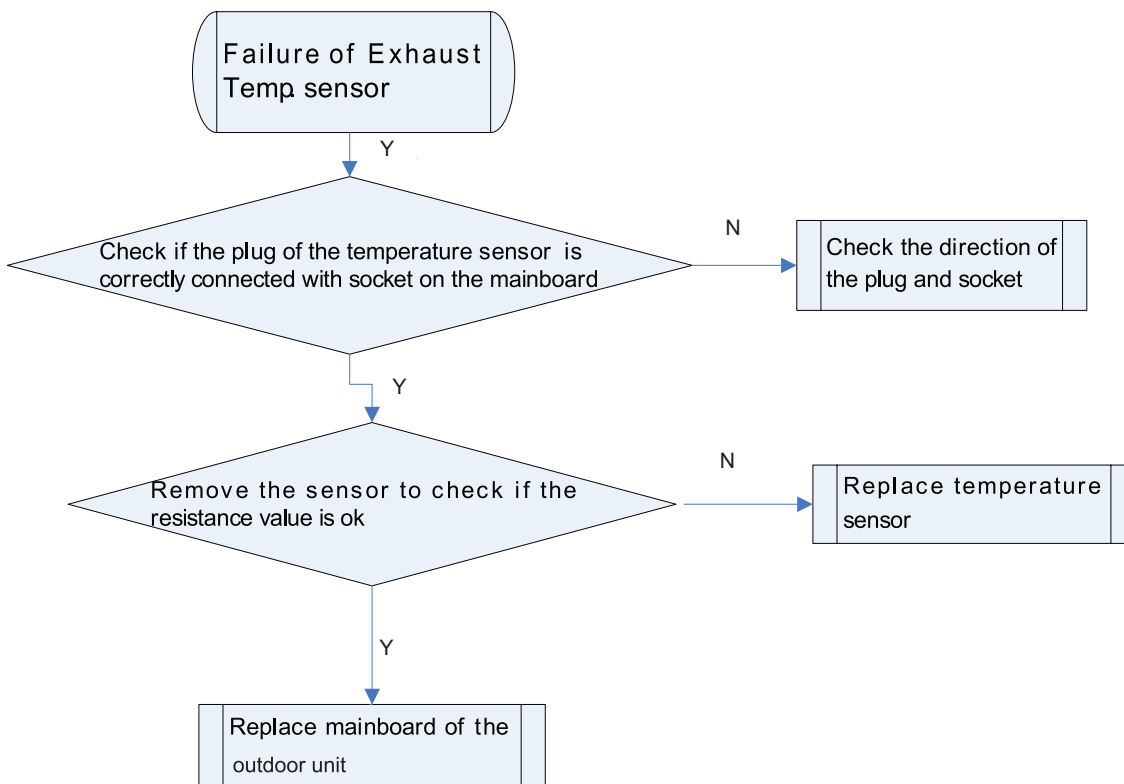 Failure of Exhaust
Temp. sensor
Y
Check if the plug of the temperature sensor is
correctly connected with socket on the mainboard
N
Check the direction of
the plug and socket
Y
Remove the sensor to check if the
resistance value is ok
N
Replace temperature
sensor
Y
Replace mainboard of the
outdoor unit